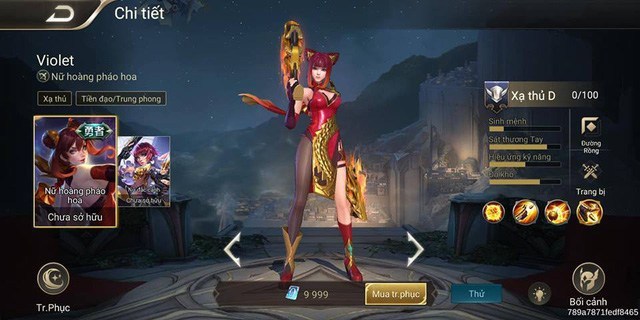 Chi tiết
Violet
Nữ hoàng pháo hoa
Xạ thủ
Tiền đạo/Trung phong
勇者
Nữ hoàng pháo
hoa
Chưa sở hữu
Chưa sở hữu
Xạ thủ D
0/100
Sinh mệnh
Sát thương Tay
Hiệu ứng kỹ năng
Độ khó
Đường
Rồng
Trang bị
Tr.Phục
9 999
Mua tr.phục
Thử
Bối cảnh
789a7871fedf8465